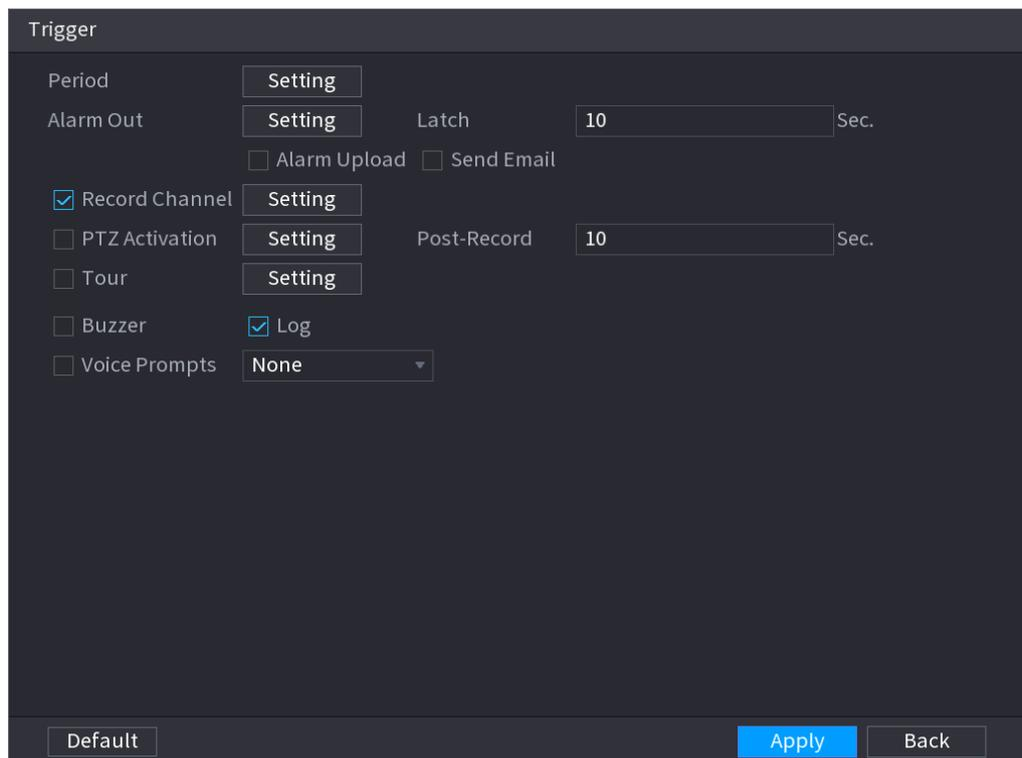 Trigger
Period Setting
Alarm Out Setting Latch 10 Sec.
Alarm Upload Send Email
Record Channel Setting
PTZ Activation Setting Post-Record 10 Sec.
Tour Setting
Buzzer Log
Voice Prompts None
Default Apply Back